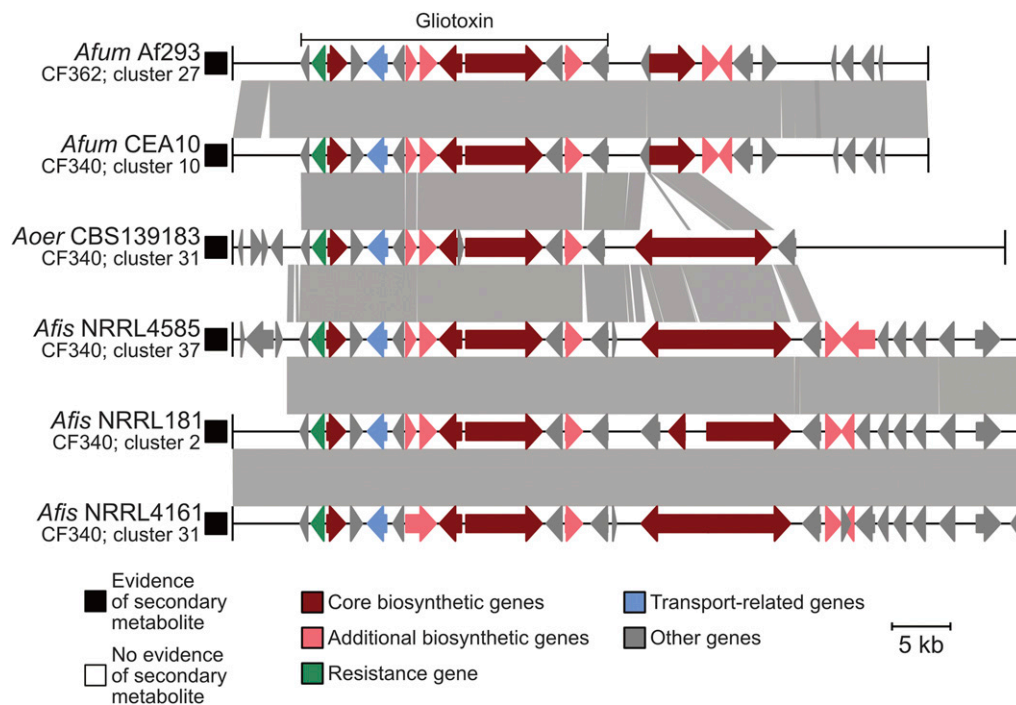 Gliotoxin
Afum Af293
CF362; cluster 27
Afum CEA10
CF340; cluster 10
Aoer CBS139183
CF340; cluster 31
Afis NRRL4585
CF340; cluster 37
Afis NRRL181
CF340; cluster 2
Afis NRRL4161
CF340; cluster 31
Evidence
of secondary
metabolite
No evidence
of secondary
metabolite
Core biosynthetic genes
Additional biosynthetic genes
Resistance gene
Transport-related genes
Other genes
5 kb